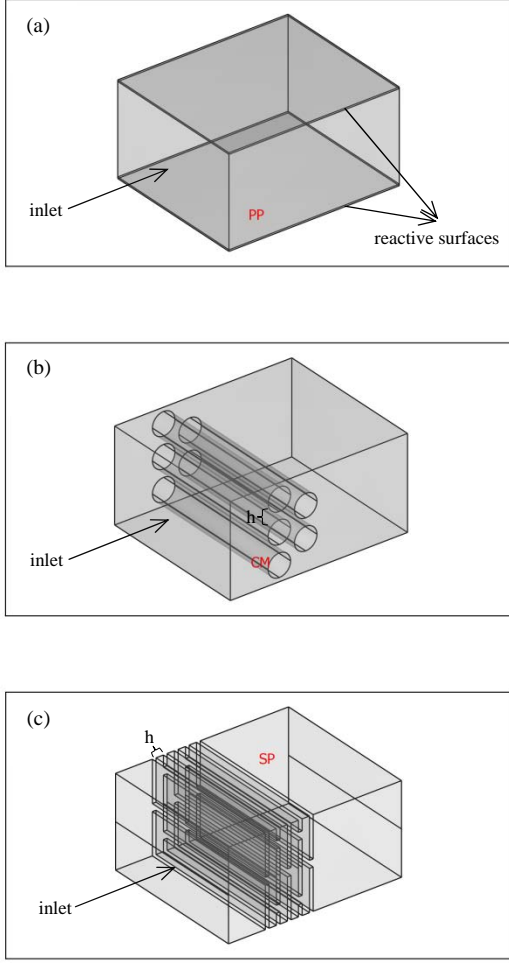 (a)
inlet
PP
reactive surfaces
(b)
h
inlet
CM
(c)
h
SP
inlet